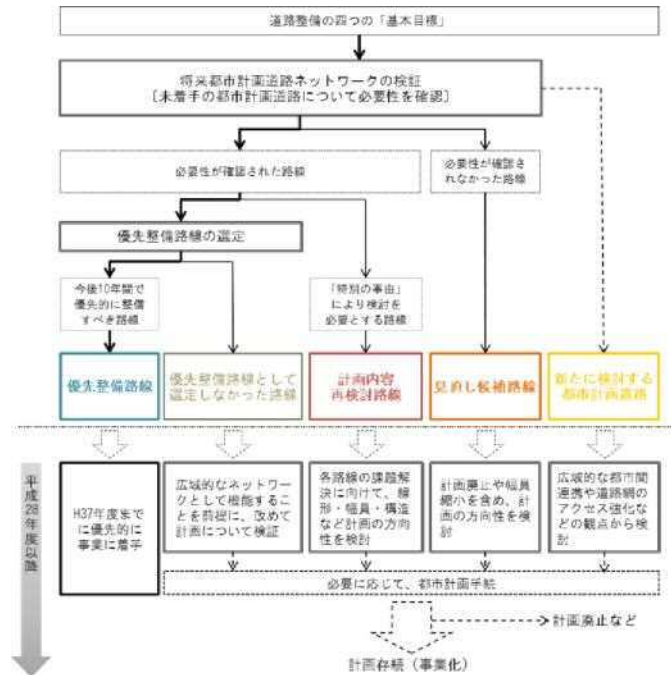 道路整備の四つの「基本目標」
将来都市計画道路ネットワークの検証
［未着手の都市計画道路について必要性を確認］
必要性が確認された路線
必要性が確認さ
れなかった路線
優先整備路線の選定
今後10年間で
優先的に整備
すべき路線
「特別の事由」
により検討を
必要とする路線
優先整備路線
優先整備路線として
選定しなかった路線
計画内容
再検討路線
見直し候補路線
新たに検討する
都市計画道路
平成28年度以降
H37年度まで
に優先的に
事業に着手
広域的なネットワ
ークとして機能するこ
とを前提に、改めて
計画について検証
各路線の課題解
決に向けて、線
形・幅員・構造
など計画の方向
性を検討
計画廃止や幅員
縮小を含め、計
画の方向性を検
討
広域的な都市間
連携や道路網の
アクセス強化な
どの観点から検
討
必要に応じて、都市計画手続
計画廃止など
計画存続（事業化）